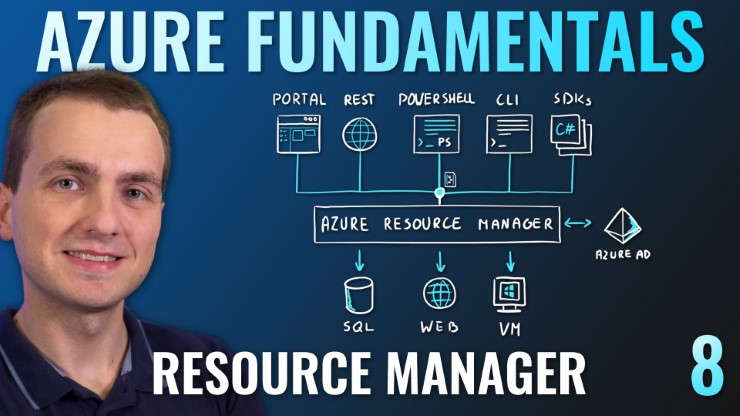 AZURE FUNDAMENTALS
PORTAL REST POWERSHELL CLI SDKs
>_ PS >_ C#
AZURE RESOURCE MANAGER
AZURE AD
SQL WEB VM
RESOURCE MANAGER 8